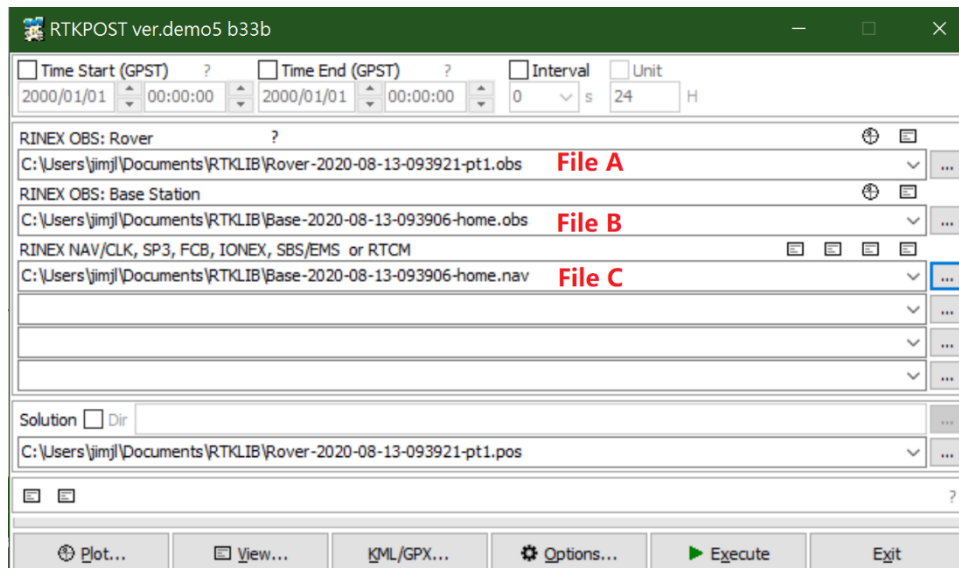 RTKPOST ver.demo5 b33b
Time Start (GPST) ? Time End (GPST) ? Interval Unit
2000/01/01 00:00:00 2000/01/01 00:00:00 0 s 24 H
RINEX OBS: Rover ?
C:\Users\jimjl\Documents\RTKLIB\Rover-2020-08-13-093921-pt1.obs File A ...
RINEX OBS: Base Station
C:\Users\jimjl\Documents\RTKLIB\Base-2020-08-13-093906-home.obs File B ...
RINEX NAV/CLK, SP3, FCB, IONEX, SBS/EMS or RTCM
C:\Users\jimjl\Documents\RTKLIB\Base-2020-08-13-093906-home.nav File C ...
...
...
...
Solution Dir ...
C:\Users\jimjl\Documents\RTKLIB\Rover-2020-08-13-093921-pt1.pos ...
?
Plot... View... KML/GPX... Options... Execute Exit